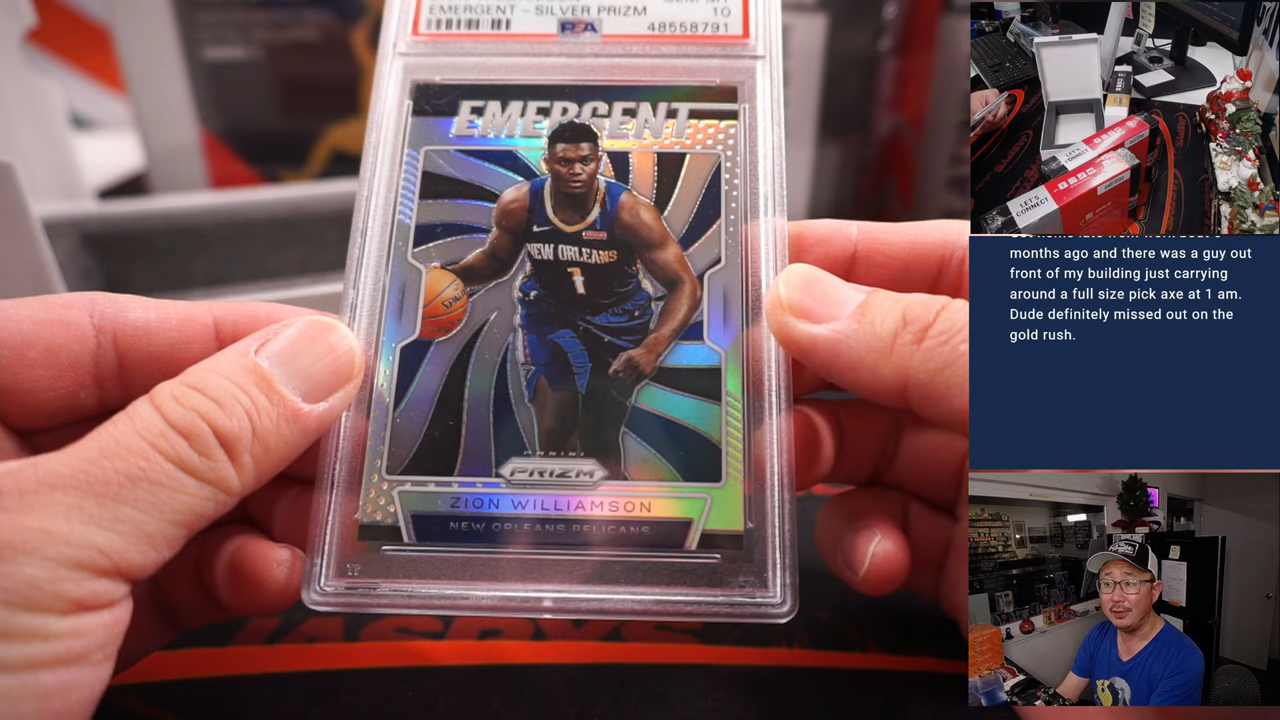 EMERGENT - SILVER PRIZM
10
PSA
48558791
EMERGENT
NEW ORLEANS
1
PANINI
PRIZM
ZION WILLIAMSON
NEW ORLEANS PELICANS
LET'S CONNECT
LET'S
CONNECT
months ago and there was a guy out
front of my building just carrying
around a full size pick axe at 1 am.
Dude definitely missed out on the
gold rush.